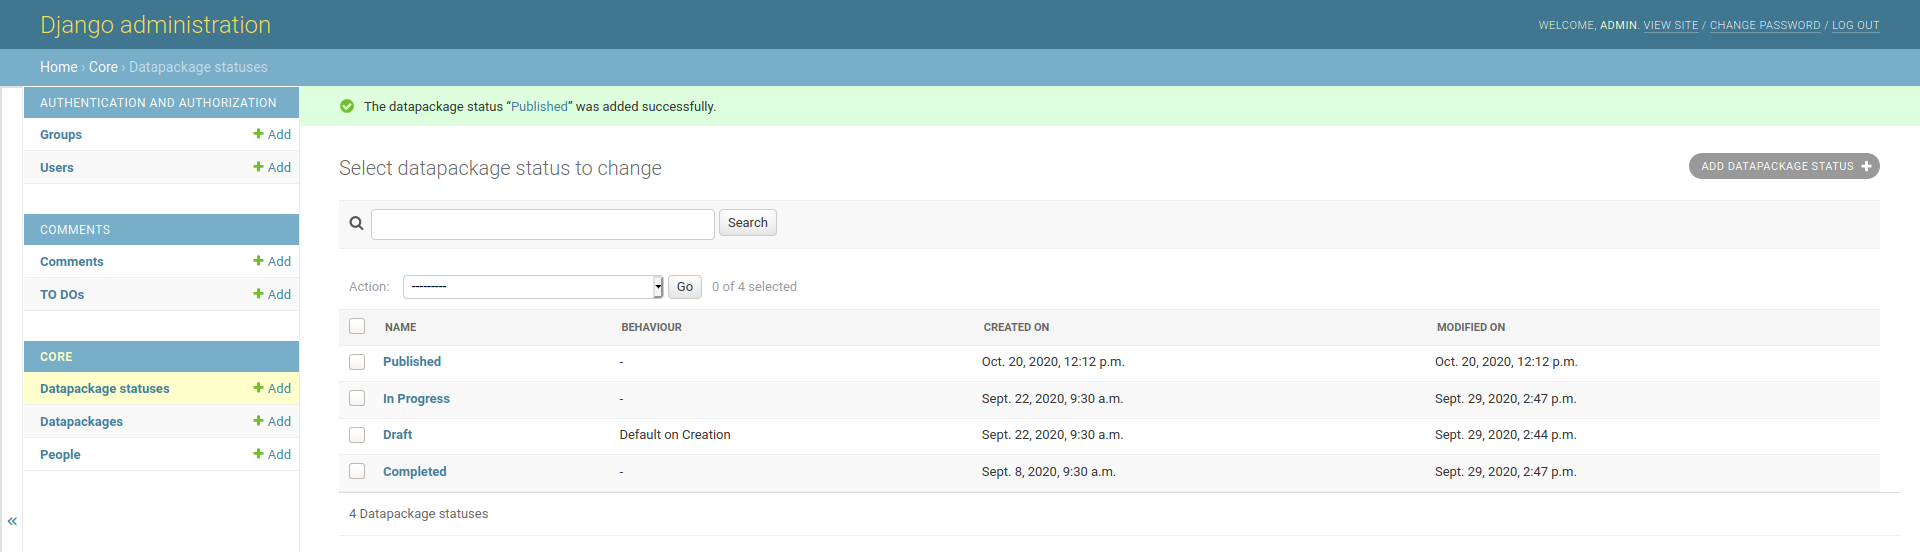 Django administration
WELCOME, ADMIN. VIEW SITE / CHANGE PASSWORD / LOG OUT
Home › Core › Datapackage statuses
AUTHENTICATION AND AUTHORIZATION
Groups + Add
Users + Add
COMMENTS
Comments + Add
TO DOs + Add
CORE
Datapackage statuses + Add
Datapackages + Add
People + Add
«
The datapackage status “Published” was added successfully.
Select datapackage status to change
ADD DATAPACKAGE STATUS +
Search
Action: --------- Go 0 of 4 selected
NAME BEHAVIOUR CREATED ON MODIFIED ON
Published - Oct. 20, 2020, 12:12 p.m. Oct. 20, 2020, 12:12 p.m.
In Progress - Sept. 22, 2020, 9:30 a.m. Sept. 29, 2020, 2:47 p.m.
Draft Default on Creation Sept. 22, 2020, 9:30 a.m. Sept. 29, 2020, 2:44 p.m.
Completed - Sept. 8, 2020, 9:30 a.m. Sept. 29, 2020, 2:47 p.m.
4 Datapackage statuses